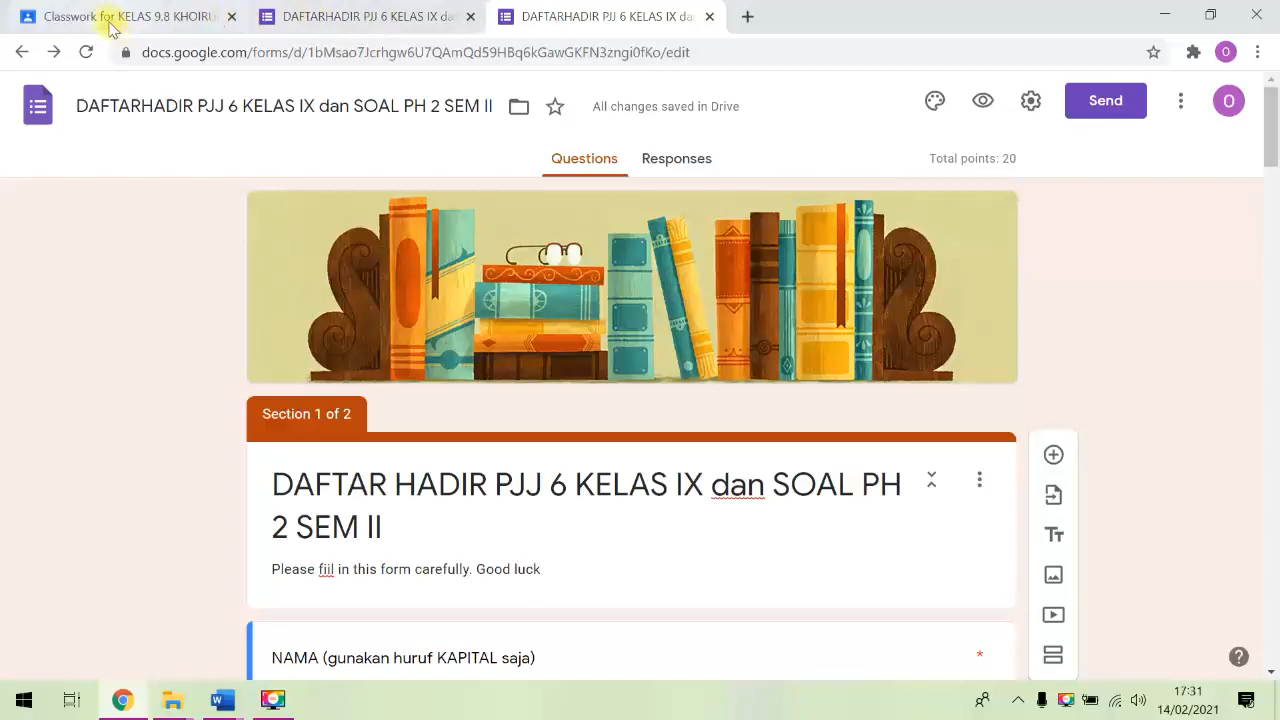 Classwork for KELAS 9.8 KHOIRU
DAFTARHADIR PJJ 6 KELAS IX da
DAFTARHADIR PJJ 6 KELAS IX da
docs.google.com/forms/d/1bMsao7Jcrhgw6U7QAmQd59HBq6kGawGKFN3zngi0fKo/edit
O
DAFTARHADIR PJJ 6 KELAS IX dan SOAL PH 2 SEM II
All changes saved in Drive
Send
O
Questions
Responses
Total points: 20
Section 1 of 2
DAFTAR HADIR PJJ 6 KELAS IX dan SOAL PH
2 SEM II
Please fiil in this form carefully. Good luck
NAMA (gunakan huruf KAPITAL saja)
*
17:31
14/02/2021